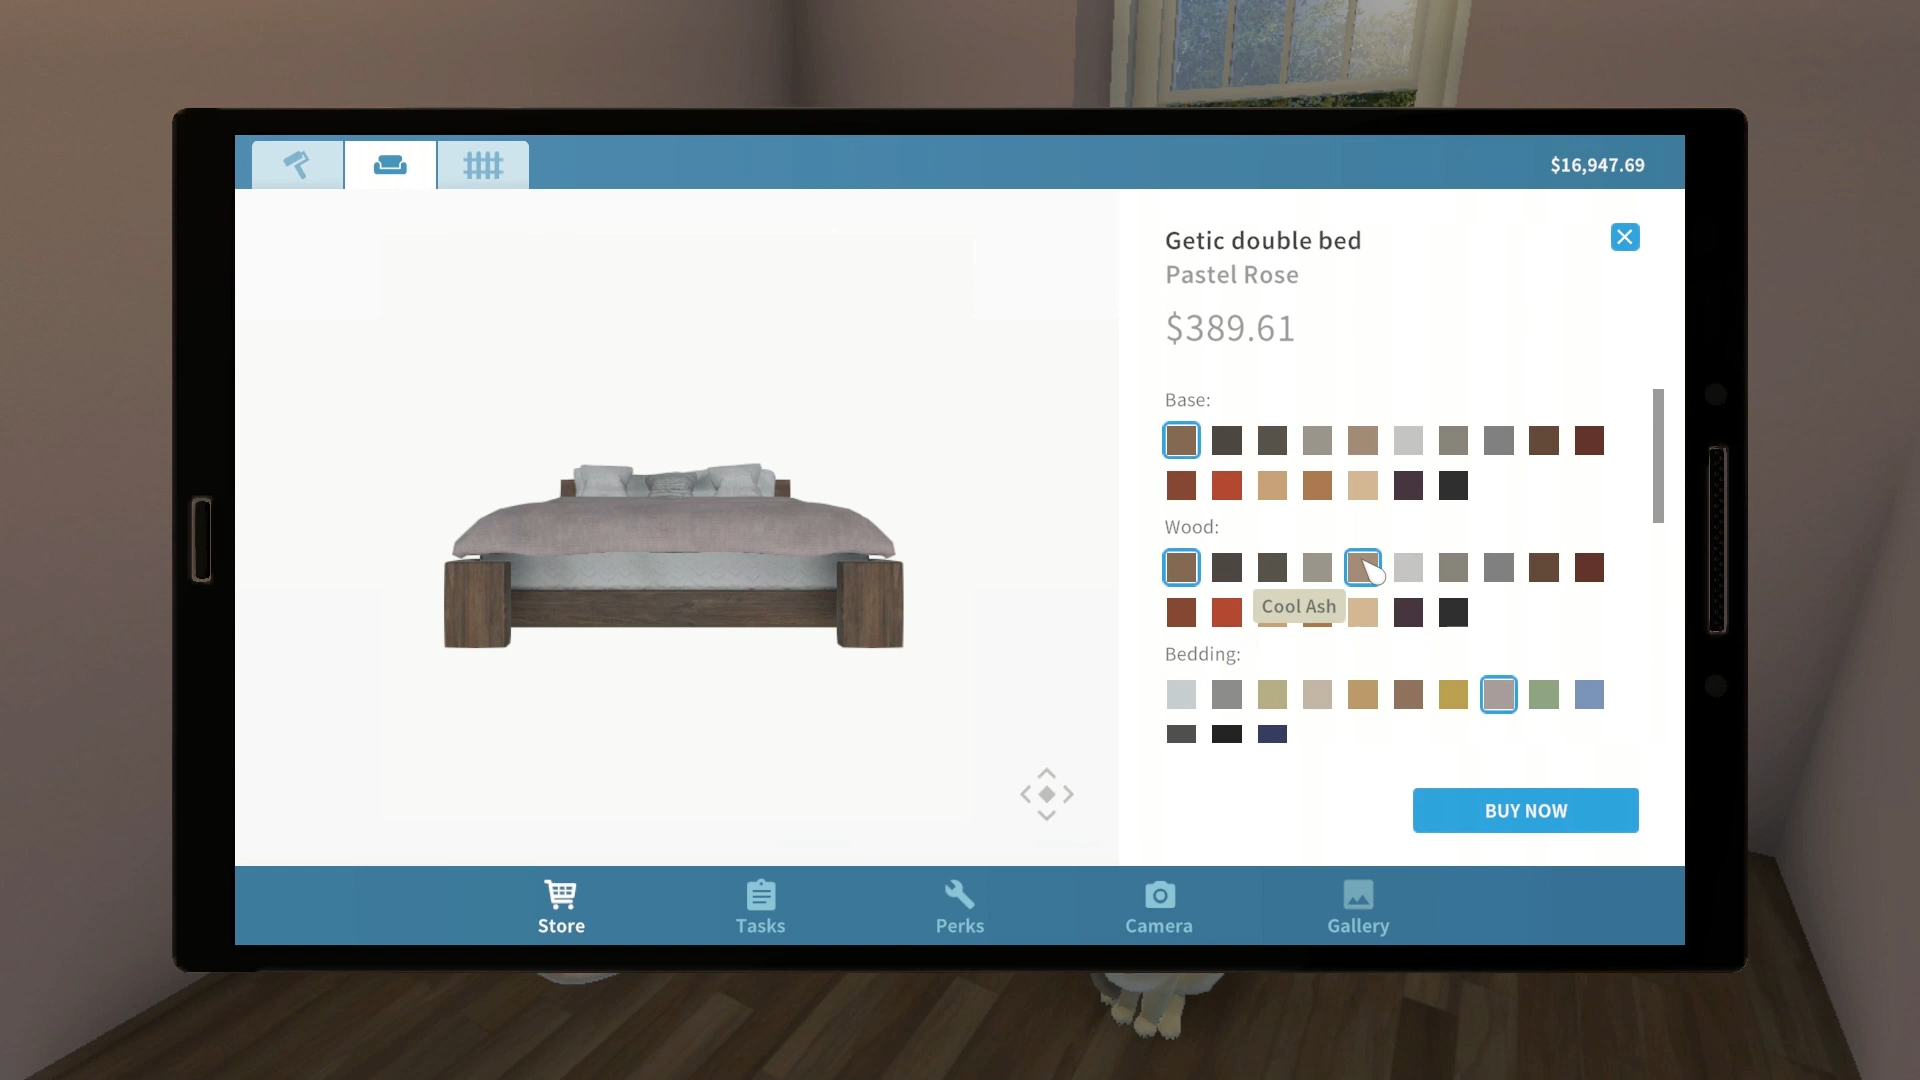 $16,947.69
Getic double bed
Pastel Rose
$389.61
Base:
Wood:
Cool Ash
Bedding:
BUY NOW
Store
Tasks
Perks
Camera
Gallery